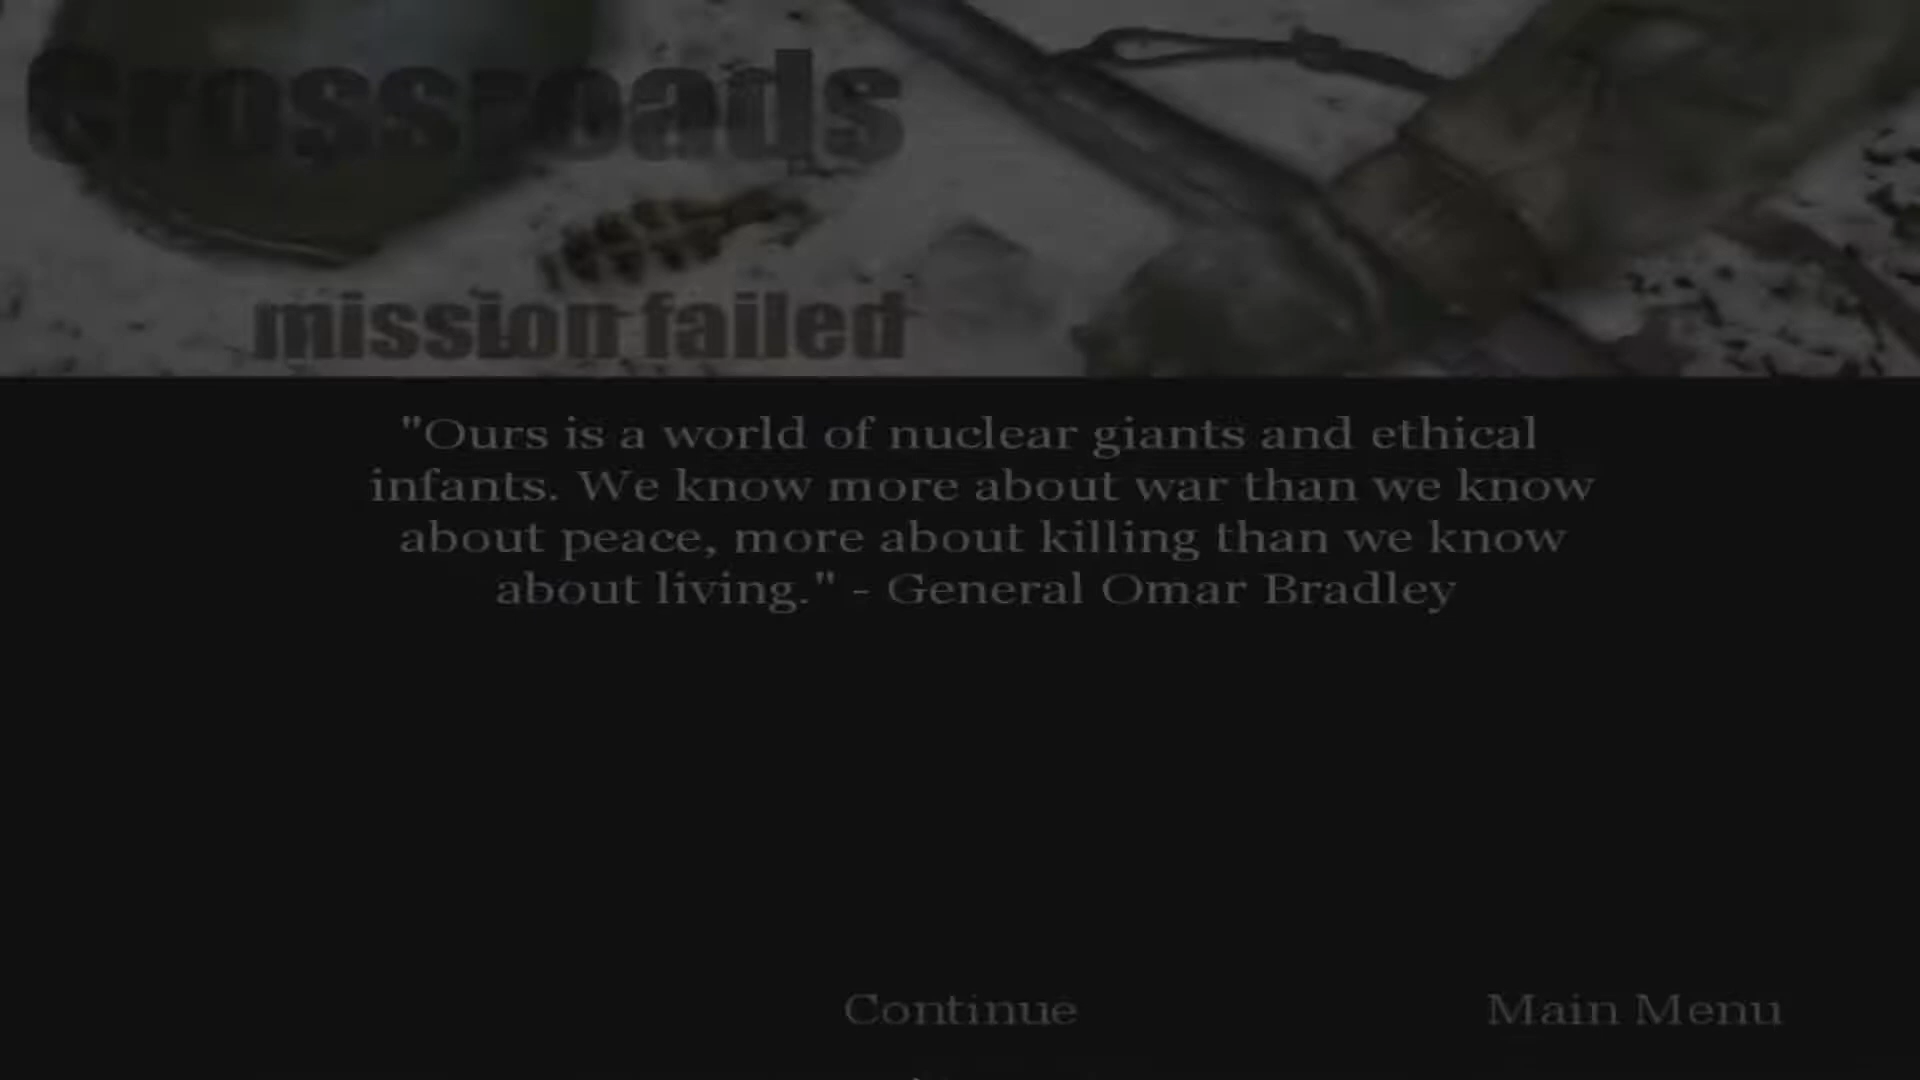 Crossroads
mission failed
"Ours is a world of nuclear giants and ethical
infants. We know more about war than we know
about peace, more about killing than we know
about living." - General Omar Bradley
Continue
Main Menu